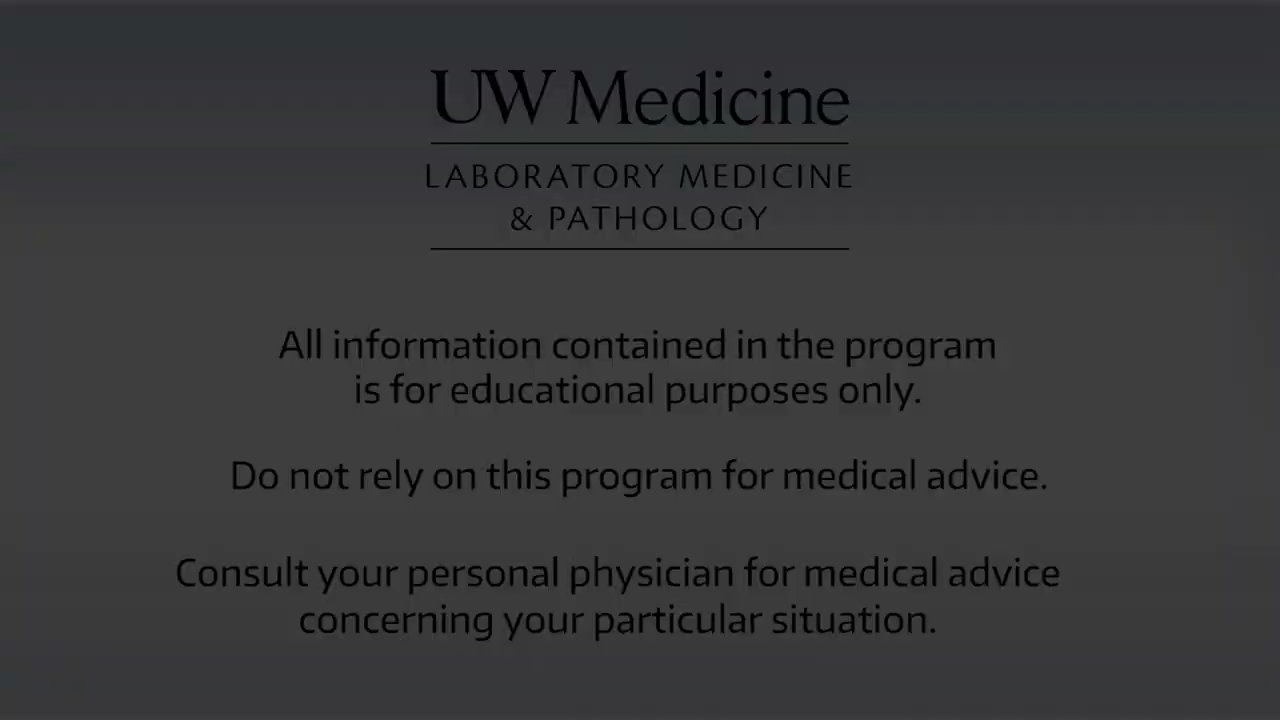 UW Medicine
LABORATORY MEDICINE
& PATHOLOGY
All information contained in the program
is for educational purposes only.
Do not rely on this program for medical advice.
Consult your personal physician for medical advice
concerning your particular situation.